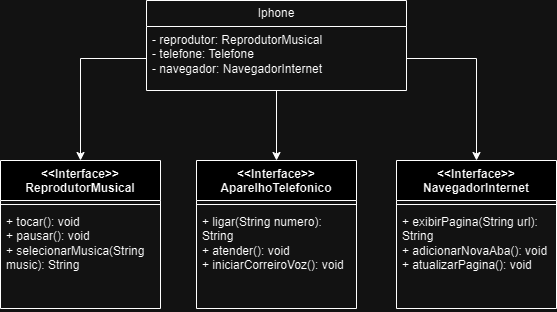 Iphone
- reprodutor: ReprodutorMusical
- telefone: Telefone
- navegador: NavegadorInternet
<<Interface>>
ReprodutorMusical
+ tocar(): void
+ pausar(): void
+ selecionarMusica(String
music): String
<<Interface>>
AparelhoTelefonico
+ ligar(String numero):
String
+ atender(): void
+ iniciarCorreiroVoz(): void
<<Interface>>
NavegadorInternet
+ exibirPagina(String url):
String
+ adicionarNovaAba(): void
+ atualizarPagina(): void